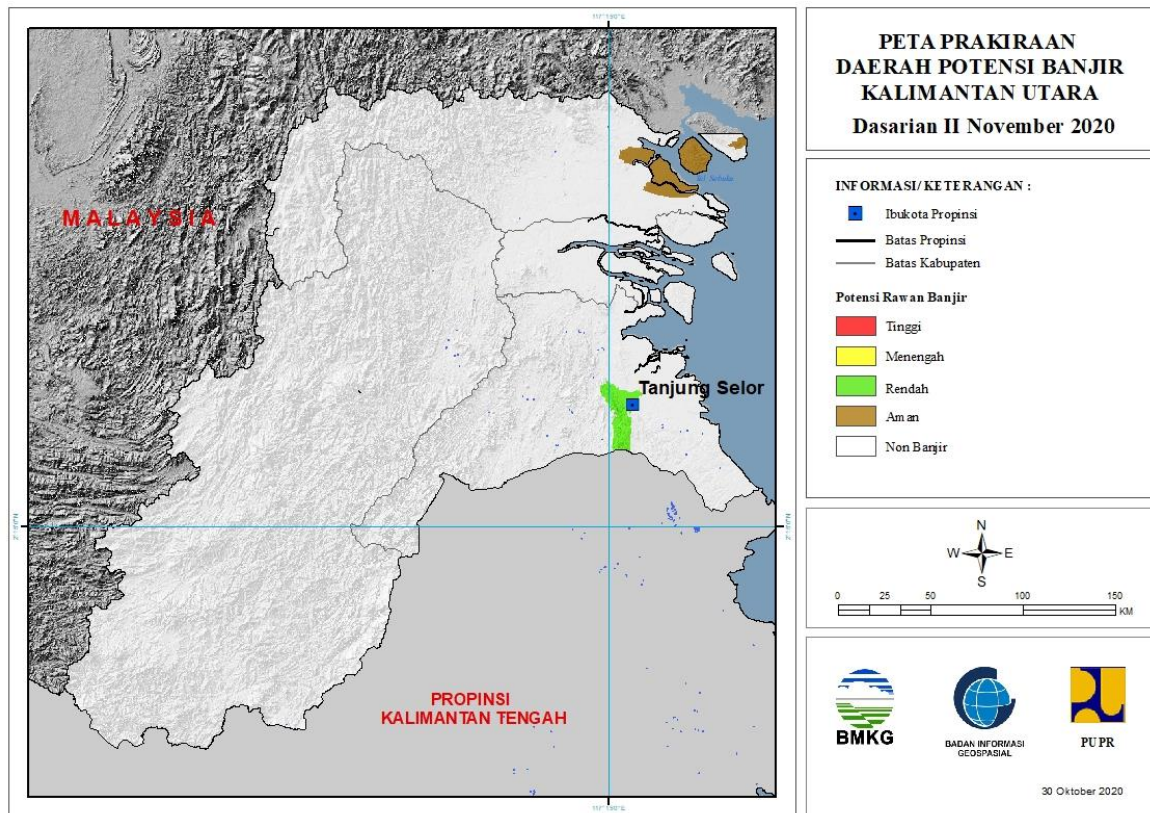 PETA PRAKIRAAN
DAERAH POTENSI BANJIR
KALIMANTAN UTARA
Dasarian II November 2020
INFORMASI/ KETERANGAN :
Ibukota Propinsi
Batas Propinsi
Batas Kabupaten
Potensi Rawan Banjir
Tinggi
Menengah
Rendah
Aman
Non Banjir
N
W E
S
0 25 50 100 150
KM
BMKG
BADAN INFORMASI
GEOSPASIAL
PUPR
30 Oktober 2020
MALAYSIA
Tanjung Selor
PROPINSI
KALIMANTAN TENGAH